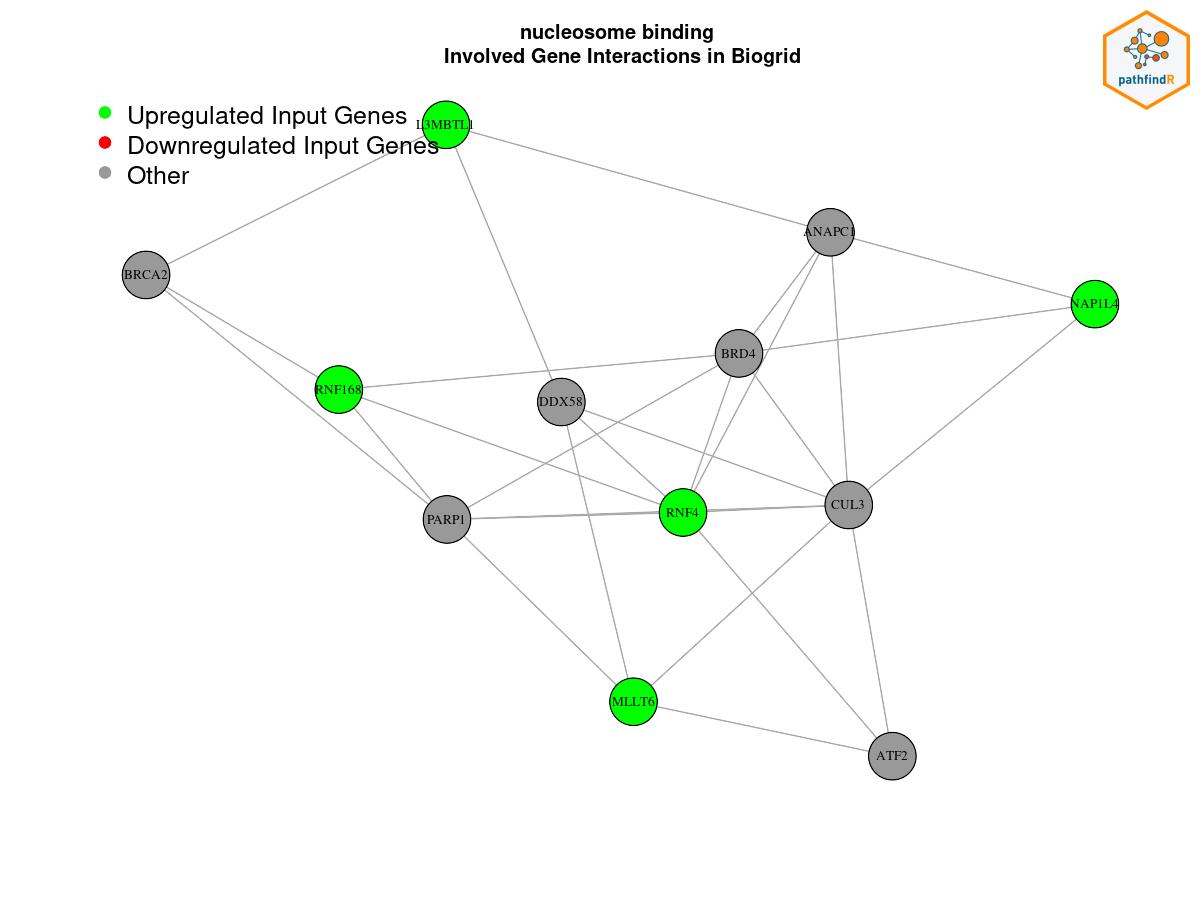 nucleosome binding
Involved Gene Interactions in Biogrid
pathfindR
Upregulated Input Genes
Downregulated Input Genes
Other
L3MBTL1
ANAPC1
BRCA2
NAP1L4
BRD4
RNF168
DDX58
CUL3
RNF4
PARP1
MLLT6
ATF2